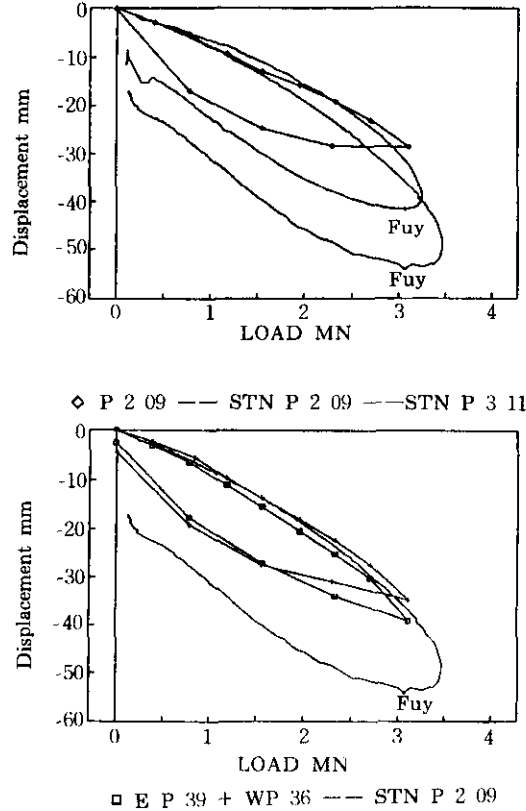 0
-10
-20
-30
-40
-50
-60
Displacement mm
Fuy
Fuy
0 1 2 3 4
LOAD MN
◇ P 2 09 — STN P 2 09 — STN P 3 11
0
-10
-20
-30
-40
-50
-60
Displacement mm
Fuy
0 1 2 3 4
LOAD MN
□ E P 39 + WP 36 — STN P 2 09